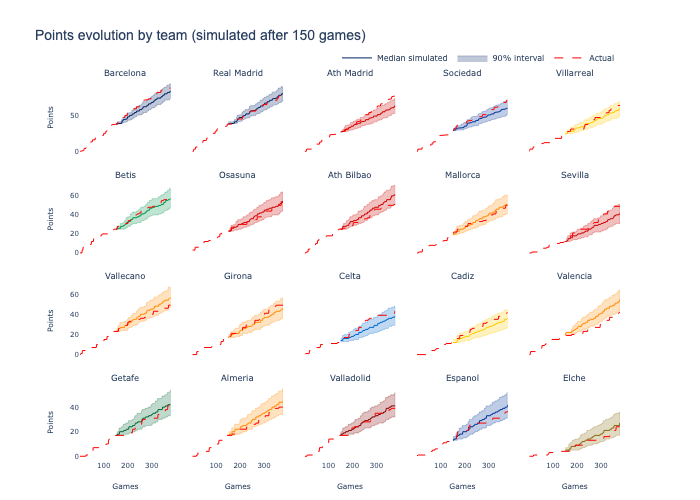 Points evolution by team (simulated after 150 games)
Median simulated 90% interval Actual
Barcelona Real Madrid Ath Madrid Sociedad Villarreal
Points
50
0
Betis Osasuna Ath Bilbao Mallorca Sevilla
Points
60
40
20
0
Vallecano Girona Celta Cadiz Valencia
Points
60
40
20
0
Getafe Almeria Valladolid Espanol Elche
Points
40
20
0
100 200 300 100 200 300 100 200 300 100 200 300 100 200 300
Games Games Games Games Games